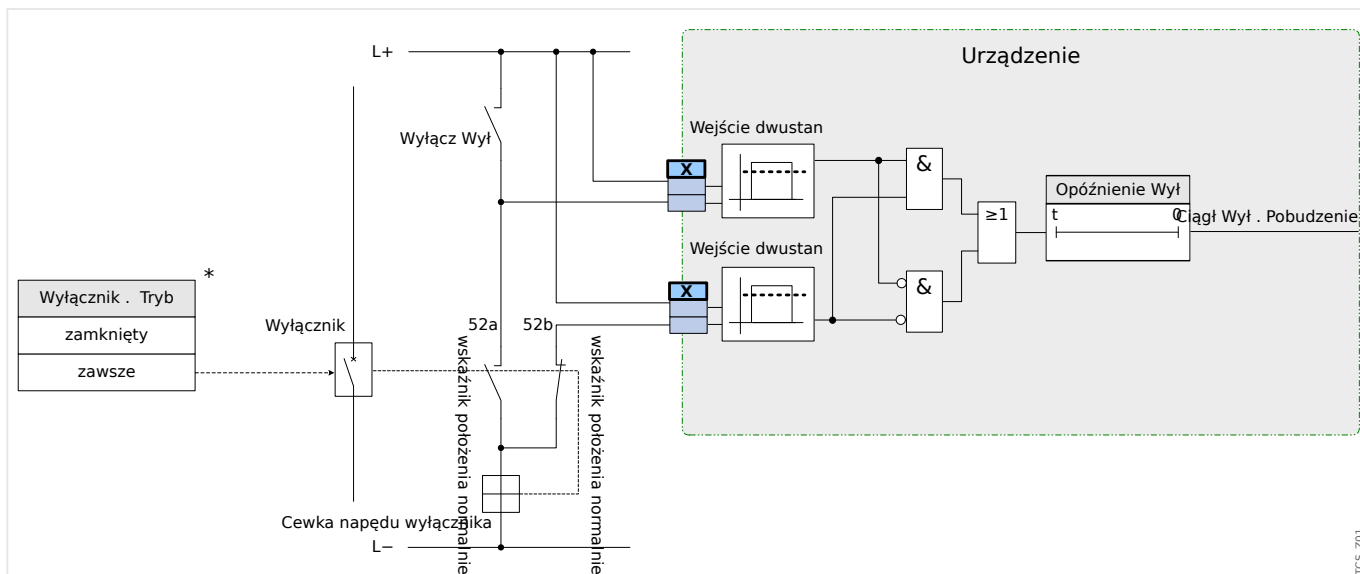 Urządzenie
L+
Wyłącz Wył
Wejście dwustan
X
&
Opóźnienie Wył
t 0
Ciągł Wył . Pobudzenie
≥1
Wejście dwustan
X
&
*
Wyłącznik . Tryb
zamknięty
zawsze
Wyłącznik
52a
52b
wskaźnik położenia normalnie
wskaźnik położenia normalnie
Cewka napędu wyłącznika
L−